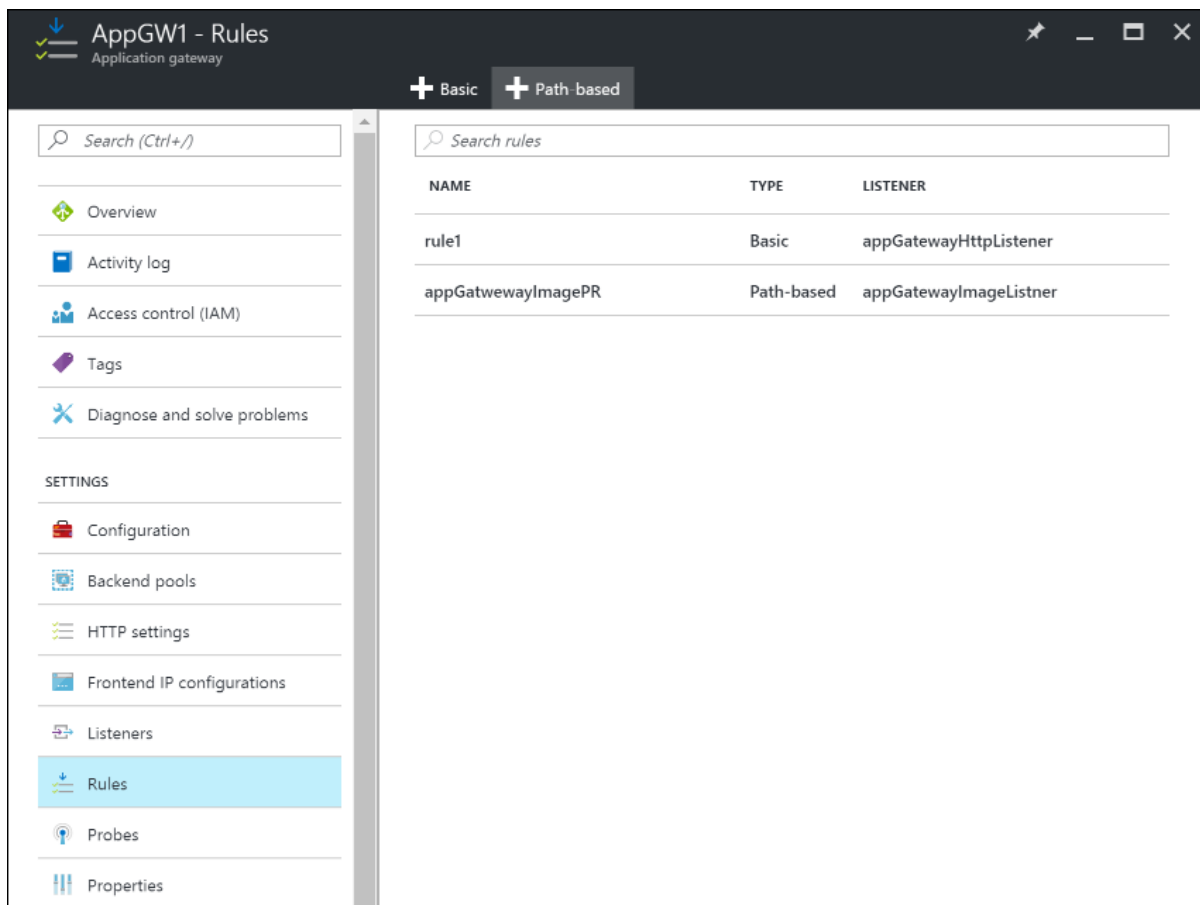 AppGW1 - Rules
Application gateway
Basic
Path-based
Search (Ctrl+/)
Overview
Activity log
Access control (IAM)
Tags
Diagnose and solve problems
SETTINGS
Configuration
Backend pools
HTTP settings
Frontend IP configurations
Listeners
Rules
Probes
Properties
Search rules
NAME TYPE LISTENER
rule1 Basic appGatewayHttpListener
appGatwewayImagePR Path-based appGatewayImageListner